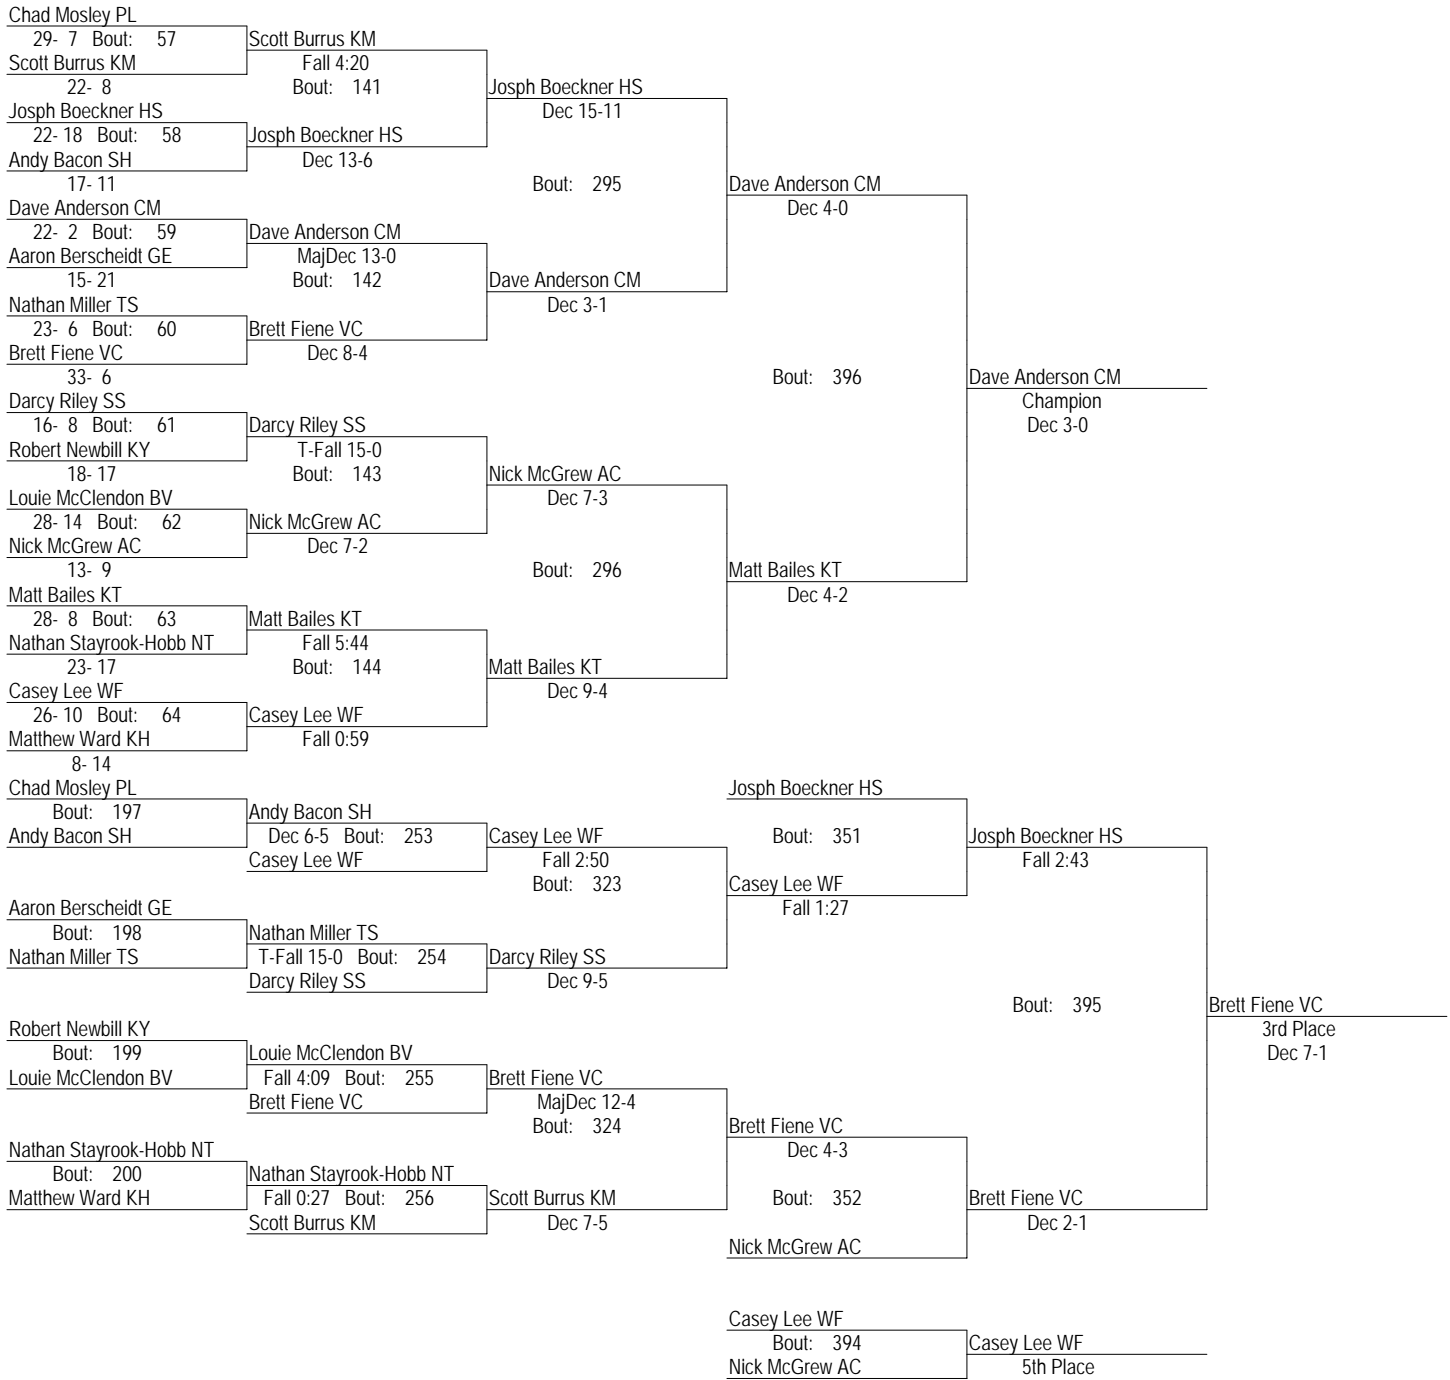 Chad Mosley PL
29- 7 Bout: 57 Scott Burrus KM
Scott Burrus KM Fall 4:20
22- 8 Bout: 141 Josph Boeckner HS
Josph Boeckner HS Dec 15-11
22- 18 Bout: 58 Josph Boeckner HS
Andy Bacon SH Dec 13-6
17- 11 Bout: 295 Dave Anderson CM
Dave Anderson CM Dec 4-0
22- 2 Bout: 59 Dave Anderson CM
Aaron Berscheidt GE MajDec 13-0
15- 21 Bout: 142 Dave Anderson CM
Nathan Miller TS Dec 3-1
23- 6 Bout: 60 Brett Fiene VC
Brett Fiene VC Dec 8-4
33- 6 Bout: 396 Dave Anderson CM
Darcy Riley SS Champion
16- 8 Bout: 61 Darcy Riley SS Dec 3-0
Robert Newbill KY T-Fall 15-0
18- 17 Bout: 143 Nick McGrew AC
Louie McClendon BV Dec 7-3
28- 14 Bout: 62 Nick McGrew AC
Nick McGrew AC Dec 7-2
13- 9 Bout: 296 Matt Bailes KT
Matt Bailes KT Dec 4-2
28- 8 Bout: 63 Matt Bailes KT
Nathan Stayrook-Hobb NT Fall 5:44
23- 17 Bout: 144 Matt Bailes KT
Casey Lee WF Dec 9-4
26- 10 Bout: 64 Casey Lee WF
Matthew Ward KH Fall 0:59
8- 14
Chad Mosley PL Josph Boeckner HS
Bout: 197 Andy Bacon SH
Andy Bacon SH Dec 6-5 Bout: 253 Casey Lee WF Bout: 351 Josph Boeckner HS
Casey Lee WF Fall 2:50 Fall 2:43
Bout: 323 Casey Lee WF
Aaron Berscheidt GE Fall 1:27
Bout: 198 Nathan Miller TS
Nathan Miller TS T-Fall 15-0 Bout: 254 Darcy Riley SS
Darcy Riley SS Dec 9-5
Bout: 395 Brett Fiene VC
Robert Newbill KY 3rd Place
Bout: 199 Louie McClendon BV Dec 7-1
Louie McClendon BV Fall 4:09 Bout: 255 Brett Fiene VC
Brett Fiene VC MajDec 12-4
Bout: 324 Brett Fiene VC
Nathan Stayrook-Hobb NT Dec 4-3
Bout: 200 Nathan Stayrook-Hobb NT
Matthew Ward KH Fall 0:27 Bout: 256 Scott Burrus KM Bout: 352 Brett Fiene VC
Scott Burrus KM Dec 7-5 Dec 2-1
Nick McGrew AC
Casey Lee WF
Bout: 394 Casey Lee WF
Nick McGrew AC 5th Place